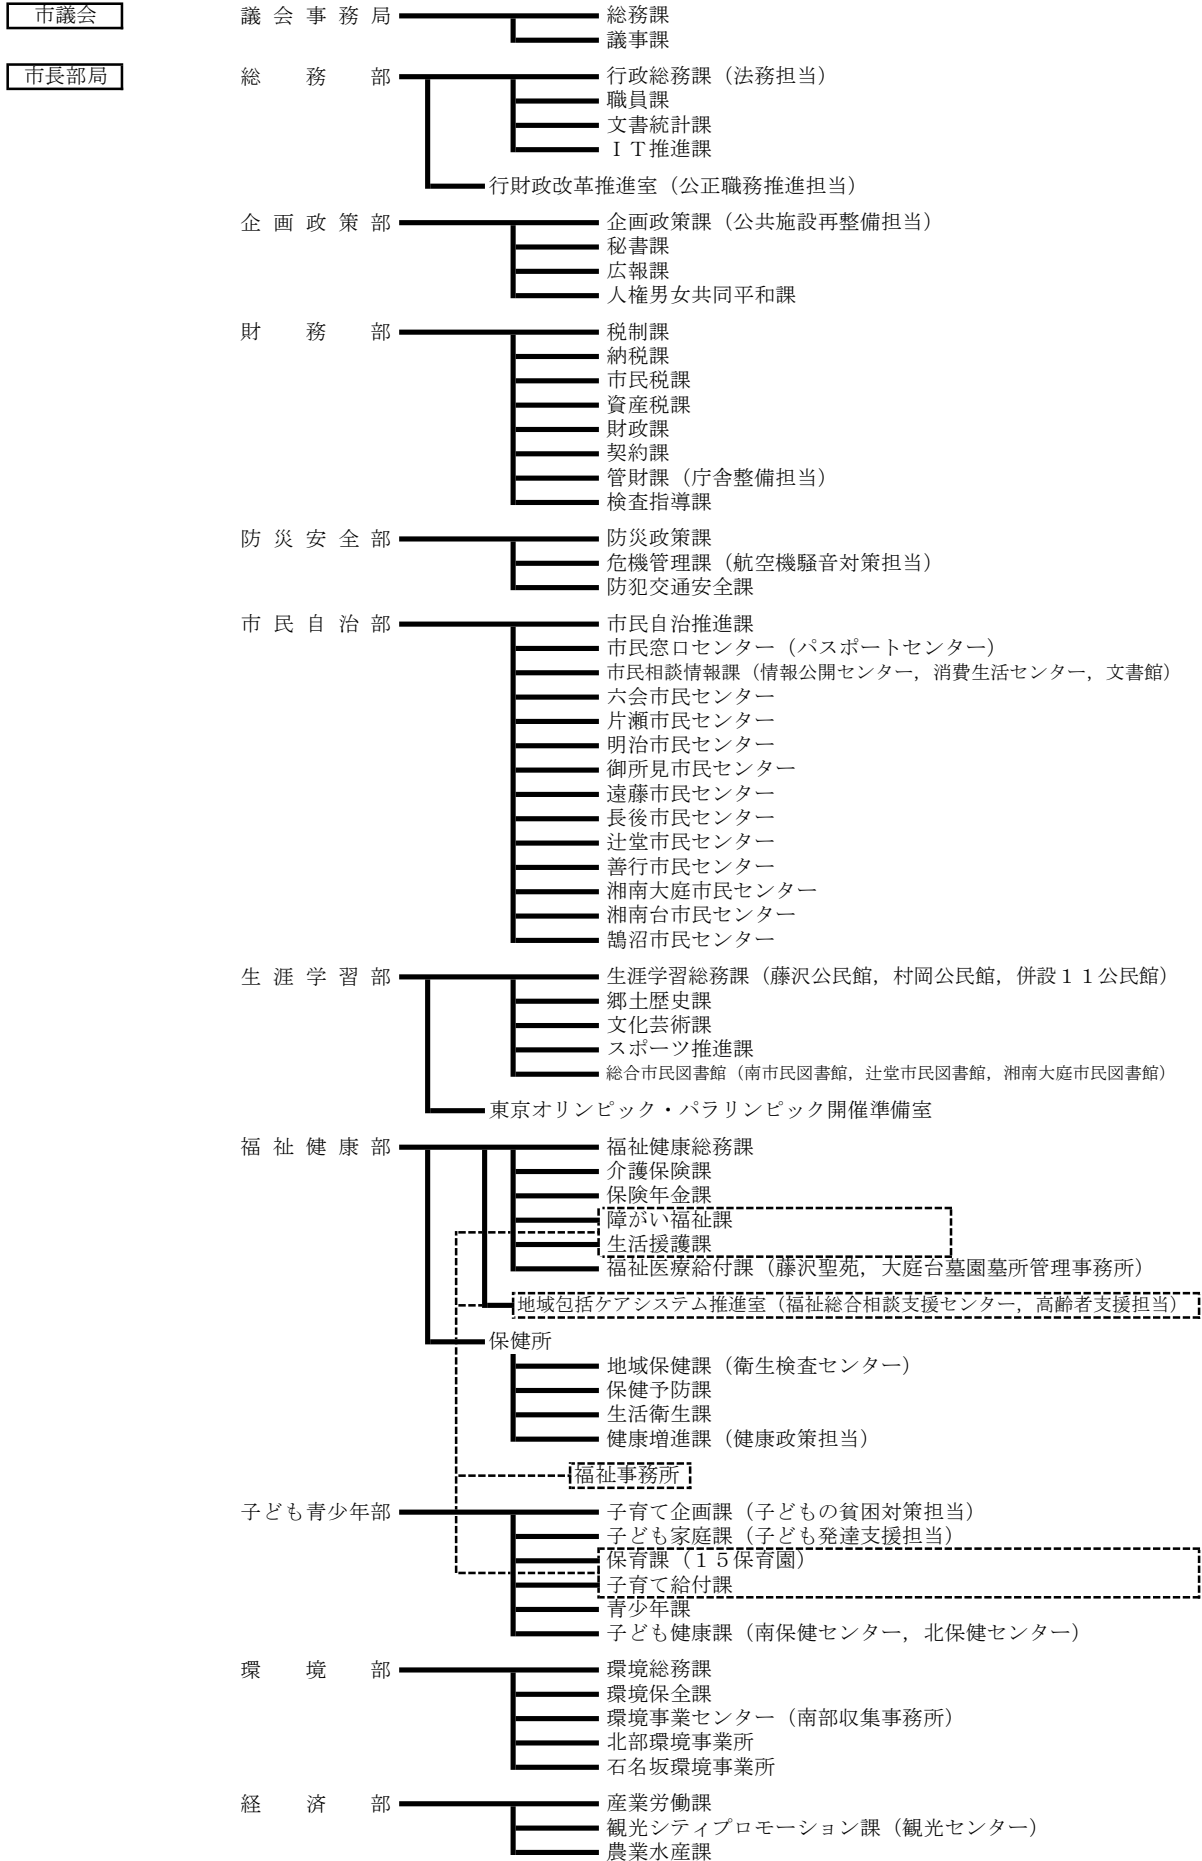 市議会 議会事務局 総務課
議事課
市長部局 総務部 行政総務課（法務担当）
職員課
文書統計課
ＩＴ推進課
行財政改革推進室（公正職務推進担当）
企画政策部 企画政策課（公共施設再整備担当）
秘書課
広報課
人権男女共同平和課
財務部 税制課
納税課
市民税課
資産税課
財政課
契約課
管財課（庁舎整備担当）
検査指導課
防災安全部 防災政策課
危機管理課（航空機騒音対策担当）
防犯交通安全課
市民自治部 市民自治推進課
市民窓口センター（パスポートセンター）
市民相談情報課（情報公開センター，消費生活センター，文書館）
六会市民センター
片瀬市民センター
明治市民センター
御所見市民センター
遠藤市民センター
長後市民センター
辻堂市民センター
善行市民センター
湘南大庭市民センター
湘南台市民センター
鵠沼市民センター
生涯学習部 生涯学習総務課（藤沢公民館，村岡公民館，併設１１公民館）
郷土歴史課
文化芸術課
スポーツ推進課
総合市民図書館（南市民図書館，辻堂市民図書館，湘南大庭市民図書館）
東京オリンピック・パラリンピック開催準備室
福祉健康部 福祉健康総務課
介護保険課
保険年金課
障がい福祉課
生活援護課
福祉医療給付課（藤沢聖苑，大庭台墓園墓所管理事務所）
地域包括ケアシステム推進室（福祉総合相談支援センター，高齢者支援担当）
保健所
地域保健課（衛生検査センター）
保健予防課
生活衛生課
健康増進課（健康政策担当）
福祉事務所
子ども青少年部 子育て企画課（子どもの貧困対策担当）
子ども家庭課（子ども発達支援担当）
保育課（１５保育園）
子育て給付課
青少年課
子ども健康課（南保健センター，北保健センター）
環境部 環境総務課
環境保全課
環境事業センター（南部収集事務所）
北部環境事業所
石名坂環境事業所
経済部 産業労働課
観光シティプロモーション課（観光センター）
農業水産課